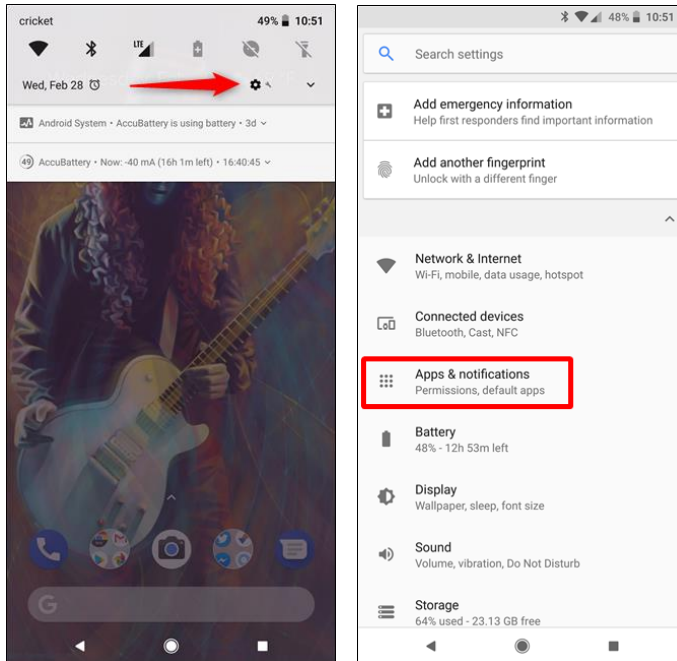 cricket
49% 10:51
LTE
Wed, Feb 28
Android System • AccuBattery is using battery • 3d
49 AccuBattery • Now: -40 mA (16h 1m left) • 16:40:45
G
48% 10:51
Search settings
Add emergency information
Help first responders find important information
Add another fingerprint
Unlock with a different finger
Network & Internet
Wi-Fi, mobile, data usage, hotspot
Connected devices
Bluetooth, Cast, NFC
Apps & notifications
Permissions, default apps
Battery
48% - 12h 53m left
Display
Wallpaper, sleep, font size
Sound
Volume, vibration, Do Not Disturb
Storage
64% used - 23.13 GB free